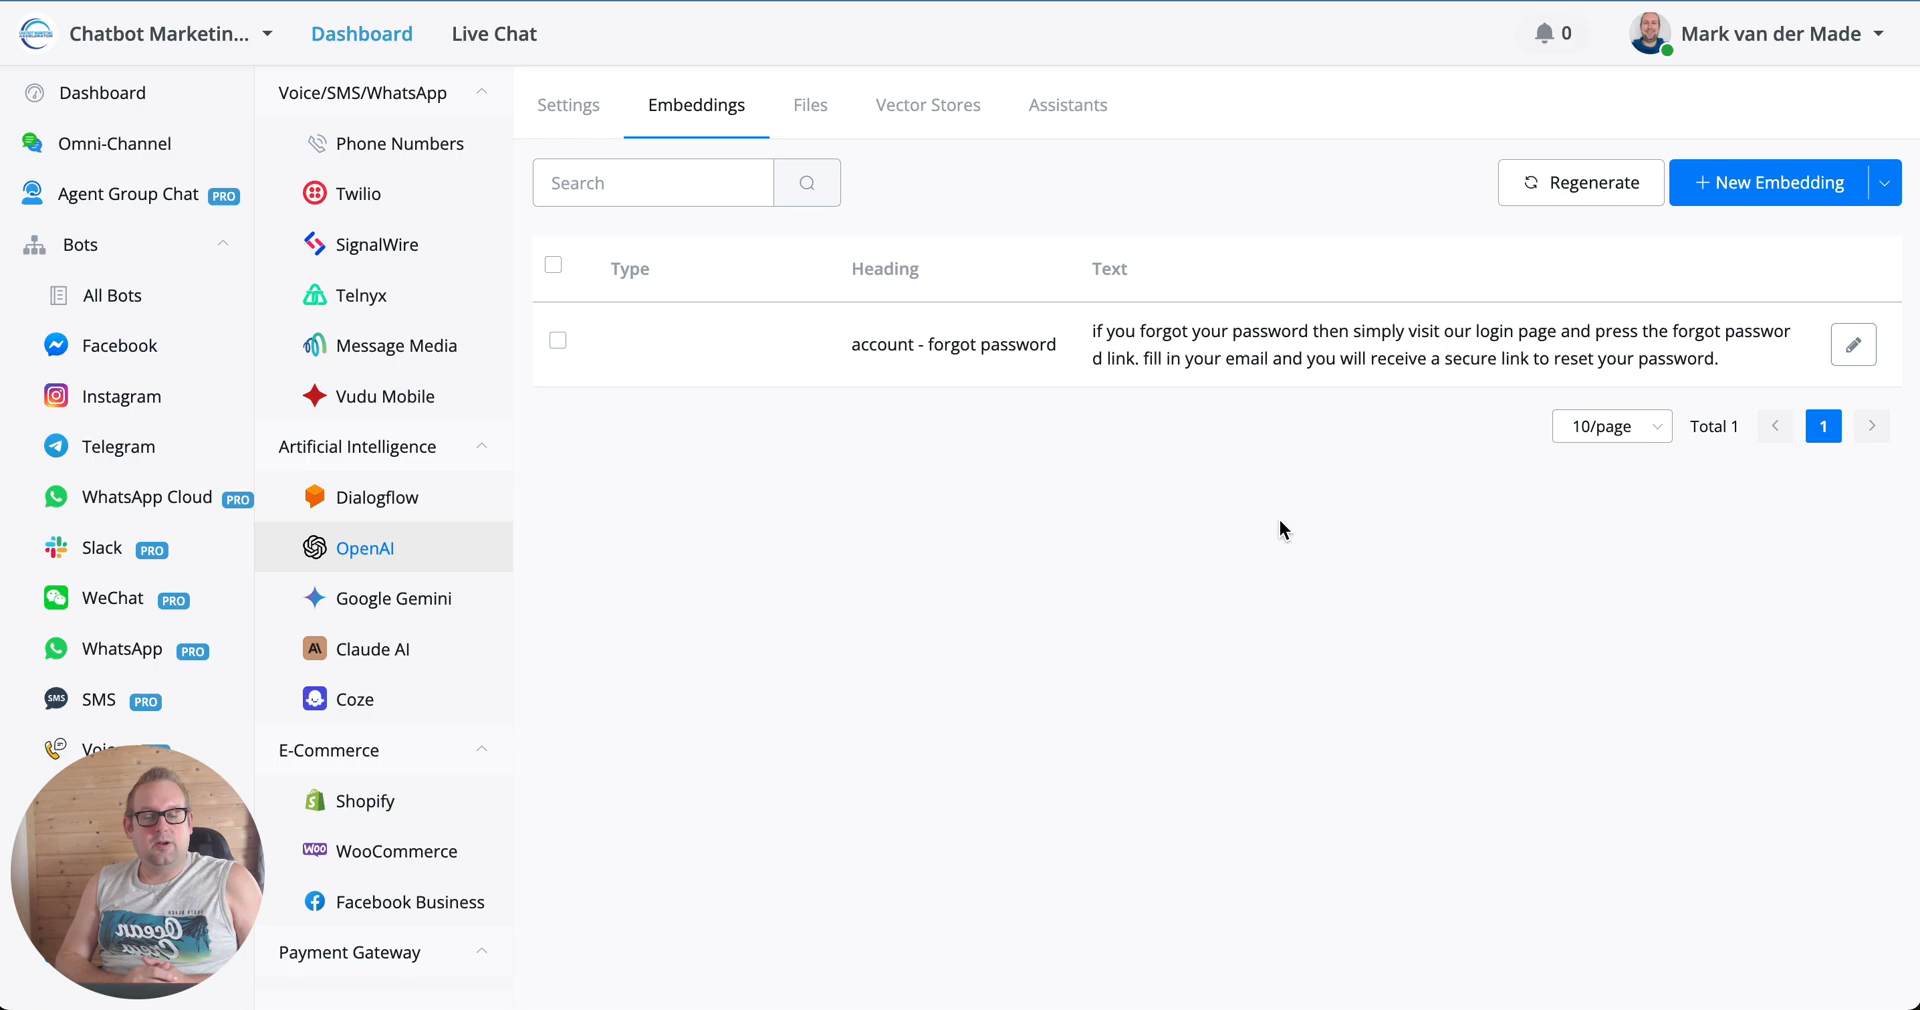 Chatbot Marketin...
Dashboard
Live Chat
0
Mark van der Made
Dashboard
Omni-Channel
Agent Group Chat PRO
Bots
All Bots
Facebook
Instagram
Telegram
WhatsApp Cloud PRO
Slack PRO
WeChat PRO
WhatsApp PRO
SMS SMS PRO
Voice/SMS/WhatsApp
Phone Numbers
Twilio
SignalWire
Telnyx
Message Media
Vudu Mobile
Artificial Intelligence
Dialogflow
OpenAI
Google Gemini
Claude AI
Coze
E-Commerce
Shopify
WOO WooCommerce
Facebook Business
Payment Gateway
Settings
Embeddings
Files
Vector Stores
Assistants
Search
Regenerate
+ New Embedding
Type
Heading
Text
account - forgot password
if you forgot your password then simply visit our login page and press the forgot passwor
d link. fill in your email and you will receive a secure link to reset your password.
10/page
Total 1
1
Ocean
Crew